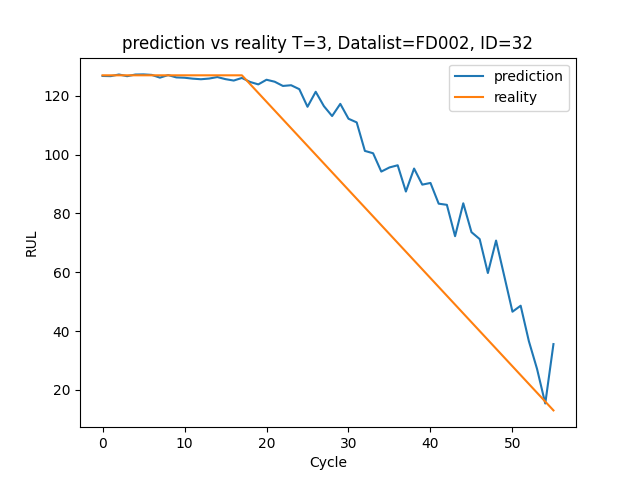 prediction vs reality T=3, Datalist=FD002, ID=32
prediction
reality
RUL
120
100
80
60
40
20
0 10 20 30 40 50
Cycle